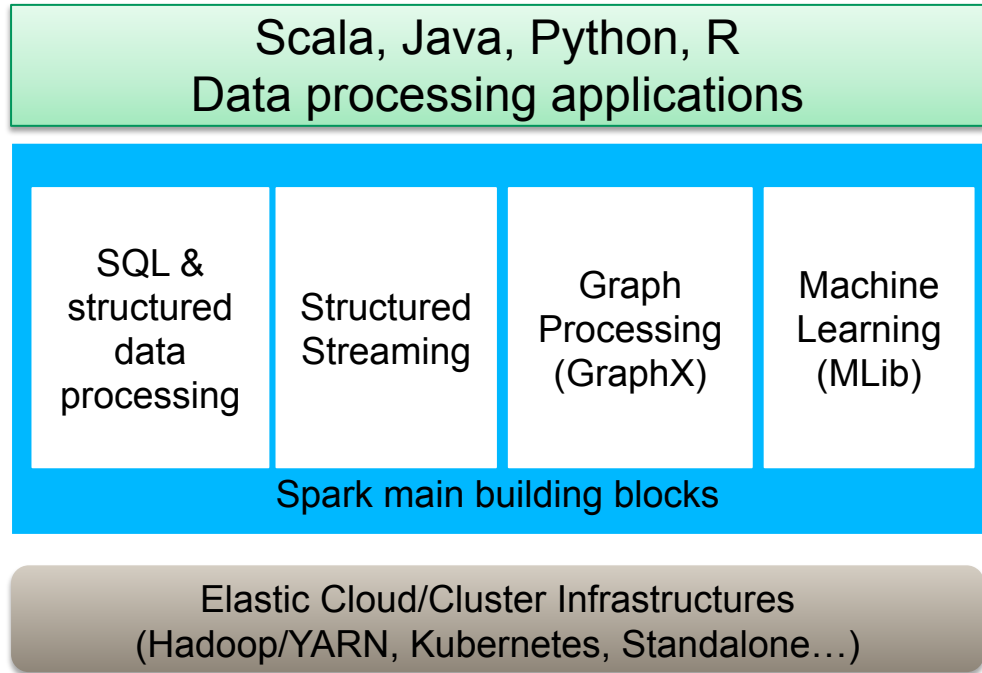 Scala, Java, Python, R
Data processing applications
SQL &
structured
data
processing
Structured
Streaming
Graph
Processing
(GraphX)
Machine
Learning
(MLib)
Spark main building blocks
Elastic Cloud/Cluster Infrastructures
(Hadoop/YARN, Kubernetes, Standalone…)